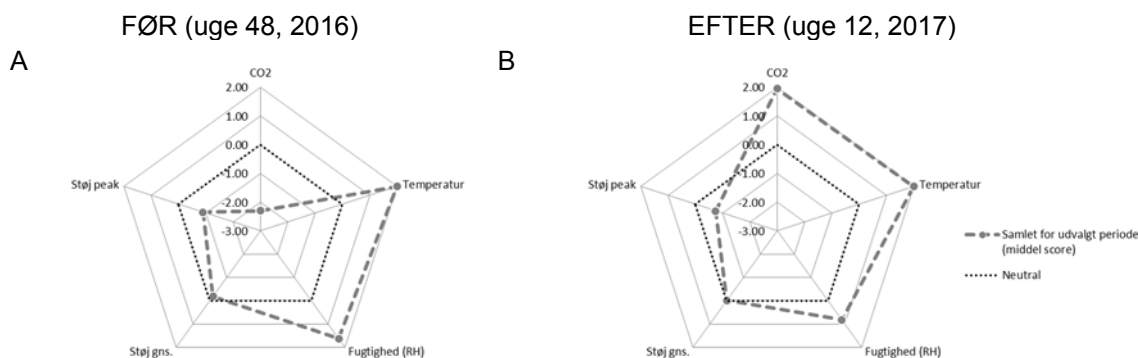 FØR (uge 48, 2016)
EFTER (uge 12, 2017)
A
CO2
2.00
1.00
0.00
-1.00
-2.00
-3.00
Støj peak
Temperatur
Støj gns.
Fugtighed (RH)
B
CO2
2.00
1.00
0.00
-1.00
-2.00
-3.00
Støj peak
Temperatur
Støj gns.
Fugtighed (RH)
Samlet for udvalgt periode
(middel score)
Neutral